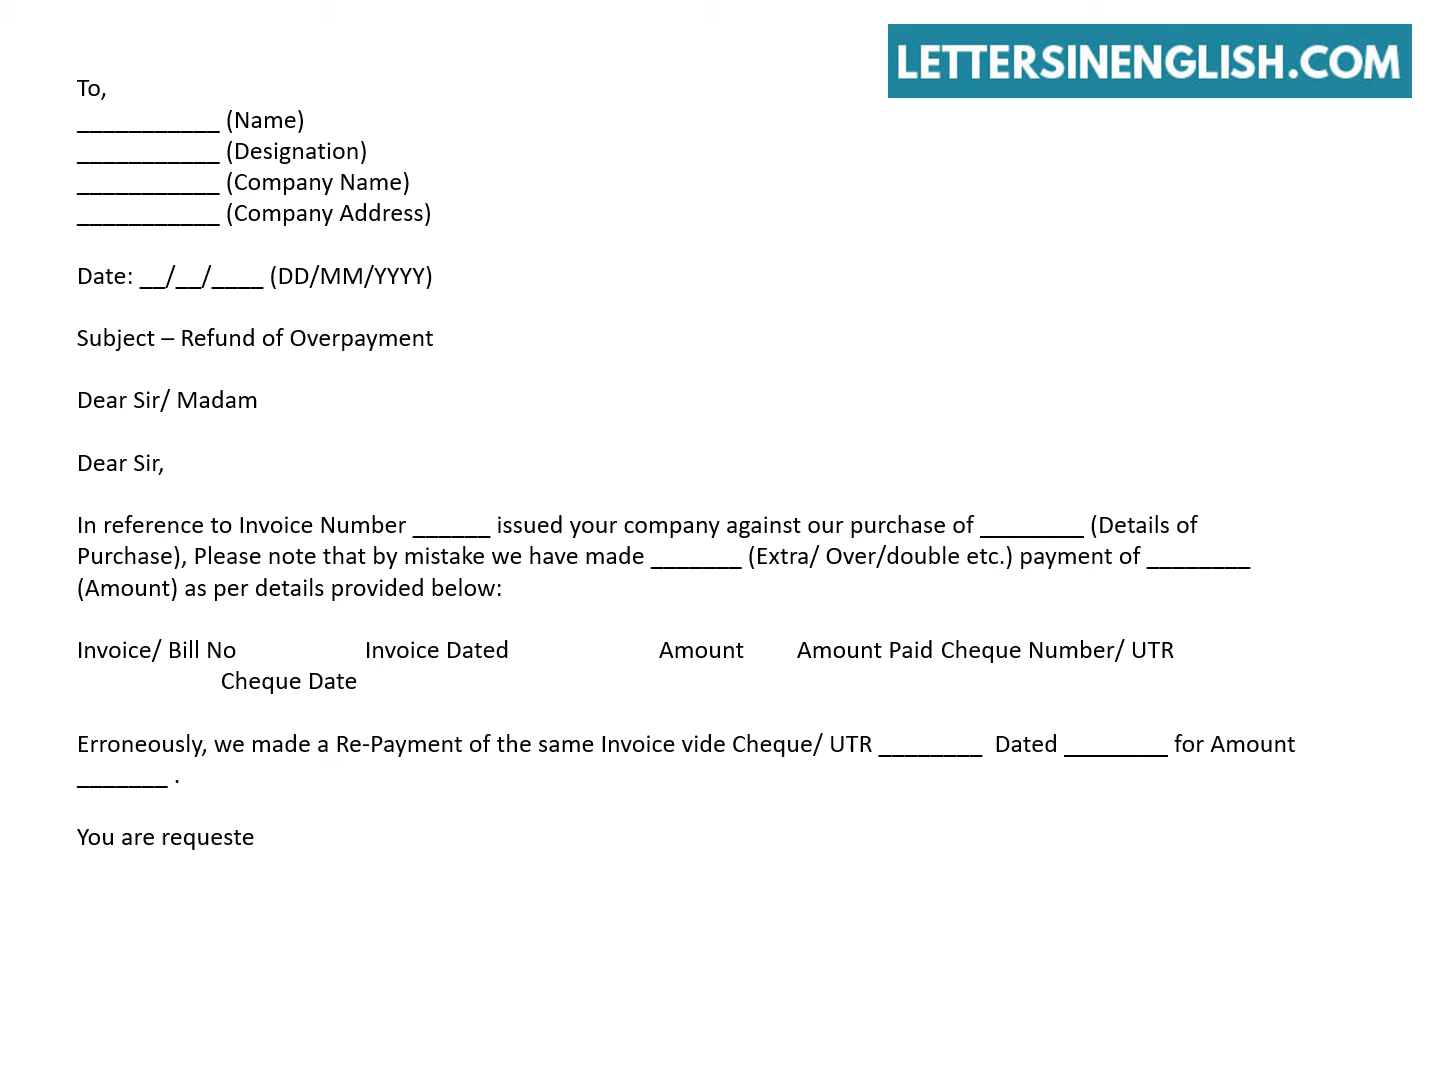 LETTERSINENGLISH.COM
To,
___________ (Name)
___________ (Designation)
___________ (Company Name)
___________ (Company Address)
Date: __/__/____ (DD/MM/YYYY)
Subject – Refund of Overpayment
Dear Sir/ Madam
Dear Sir,
In reference to Invoice Number ______ issued your company against our purchase of ________ (Details of
Purchase), Please note that by mistake we have made _______ (Extra/ Over/double etc.) payment of ________
(Amount) as per details provided below:
Invoice/ Bill No Invoice Dated Amount Amount Paid Cheque Number/ UTR
Cheque Date
Erroneously, we made a Re-Payment of the same Invoice vide Cheque/ UTR ________ Dated ________ for Amount
_______ .
You are requeste